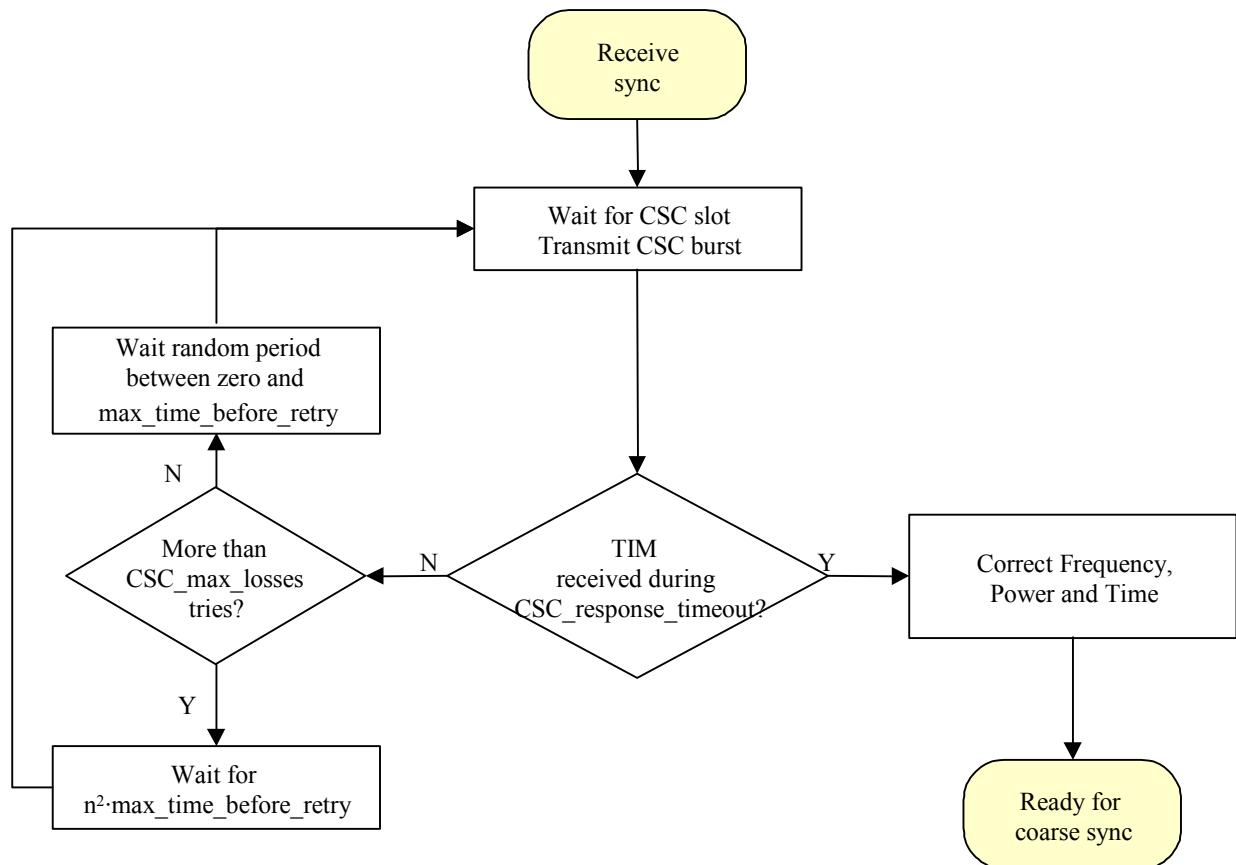 Receive
sync
Wait for CSC slot
Transmit CSC burst
Wait random period
between zero and
max_time_before_retry
N
More than
CSC_max_losses
tries?
N
TIM
received during
CSC_response_timeout?
Y
Correct Frequency,
Power and Time
Y
Wait for
n²·max_time_before_retry
Ready for
coarse sync